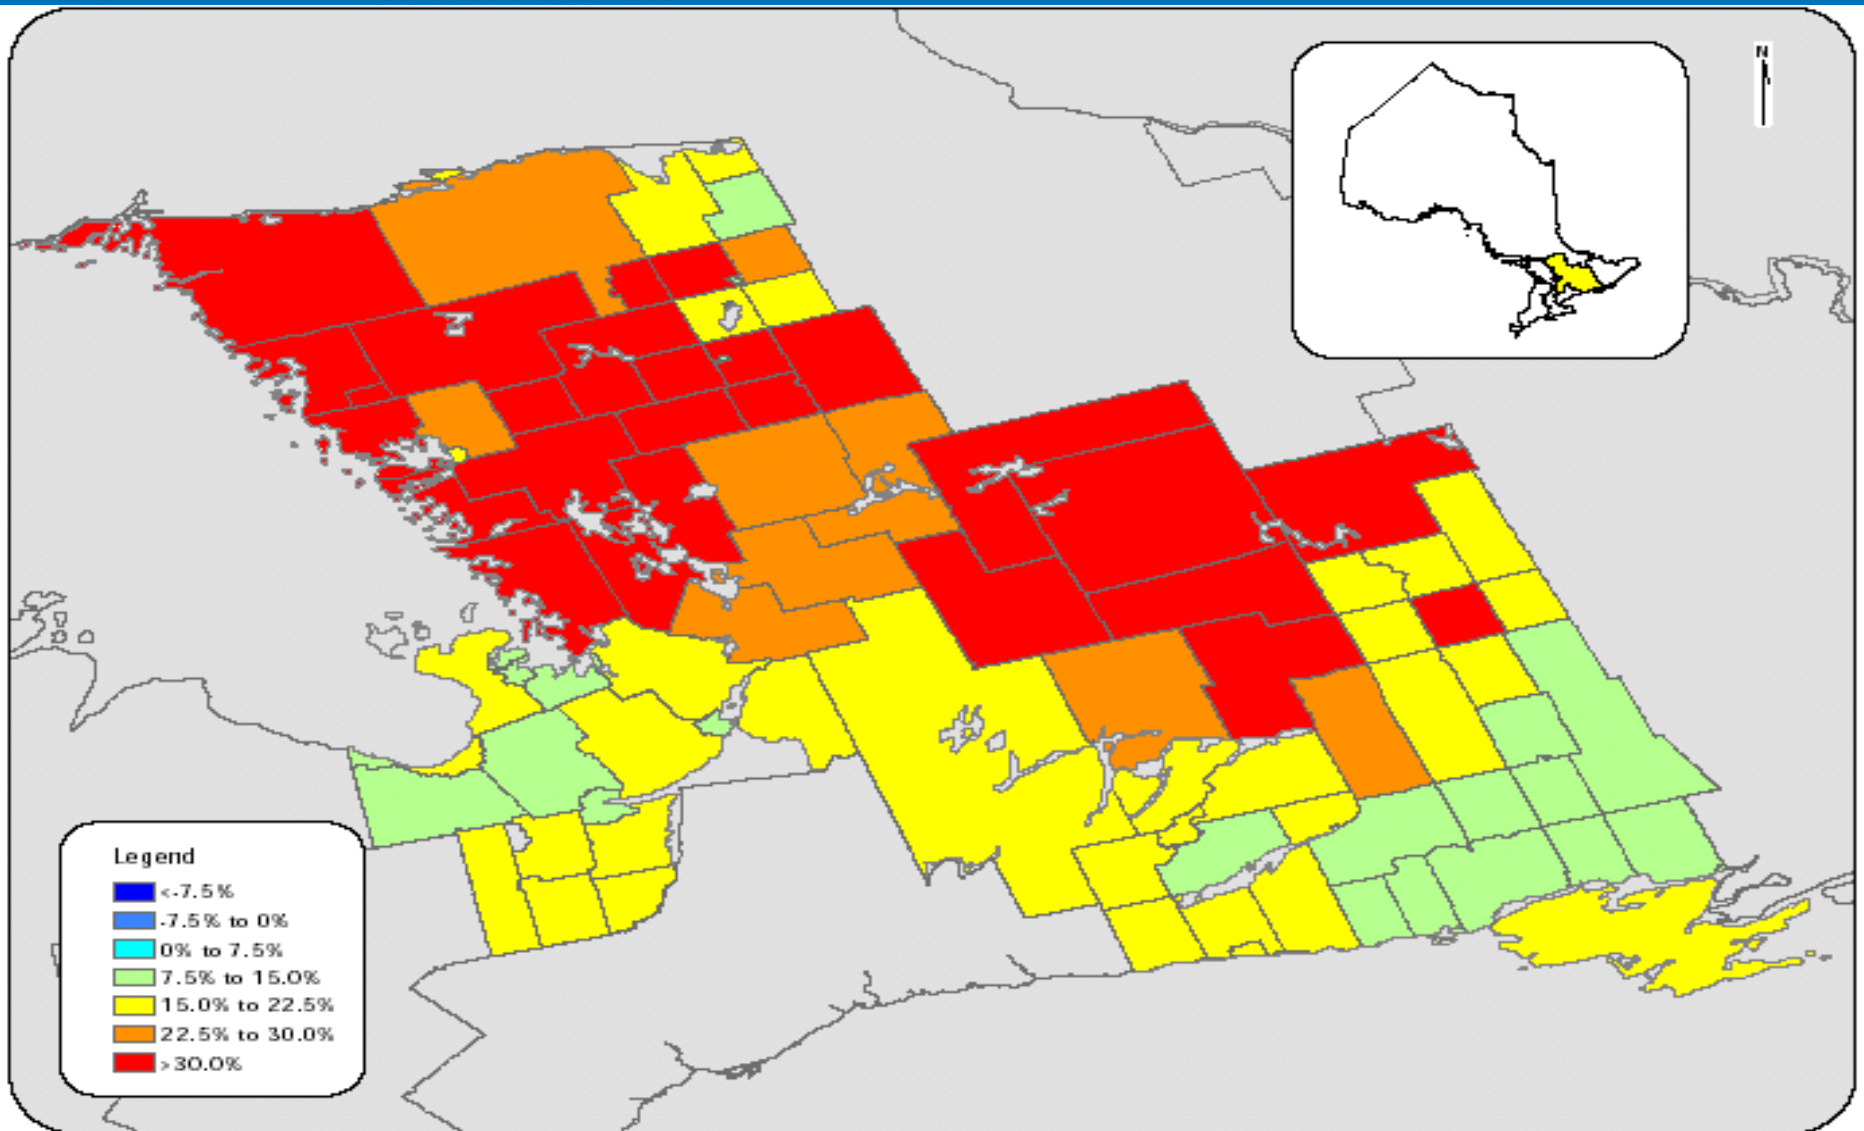 N
Legend
<-7.5%
-7.5% to 0%
0% to 7.5%
7.5% to 15.0%
15.0% to 22.5%
22.5% to 30.0%
>30.0%